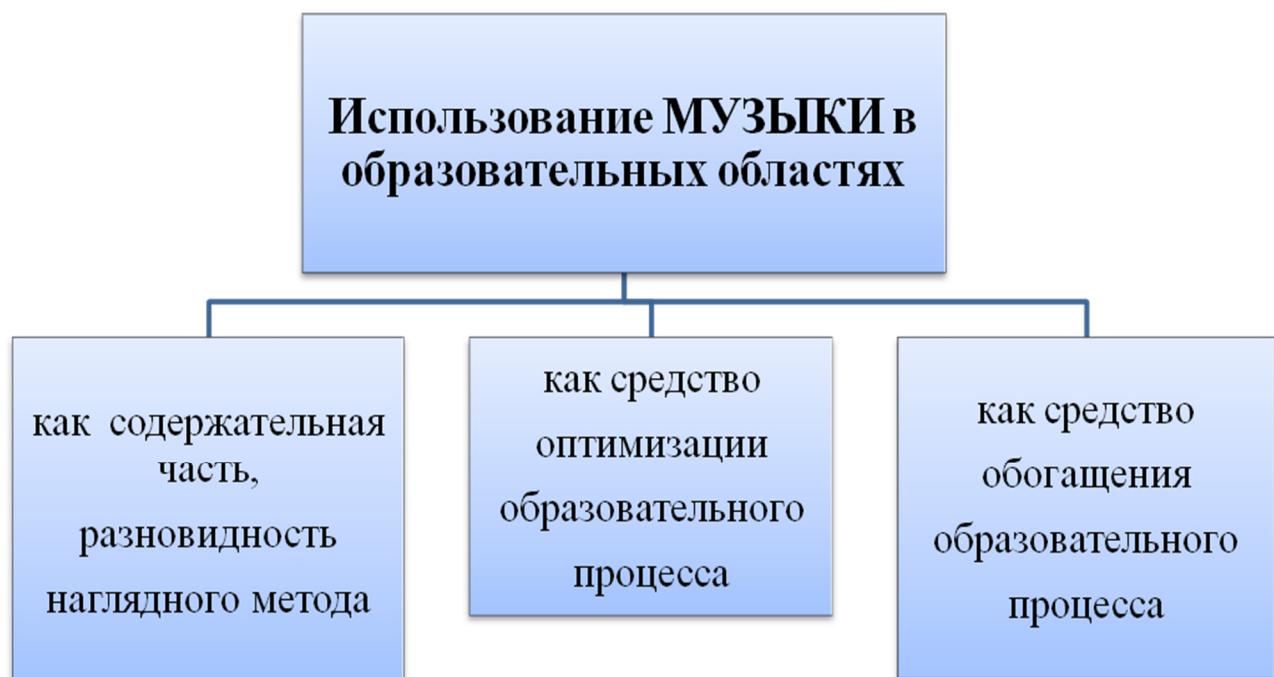 Использование МУЗЫКИ в
образовательных областях
как содержательная
часть,
разновидность
наглядного метода
как средство
оптимизации
образовательного
процесса
как средство
обогащения
образовательного
процесса